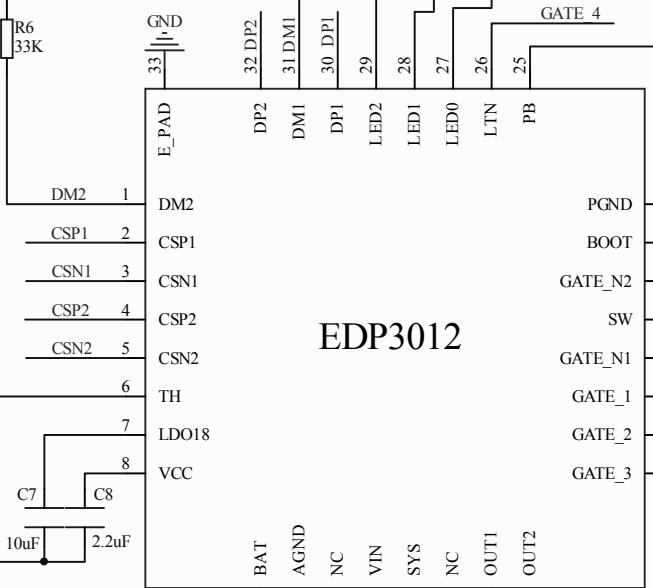 R6
33K
GND
GATE_4
33
32 DP2
31 DM1
30 DP1
29
28
27
26
25
E_PAD
DP2
DM1
DP1
LED2
LED1
LED0
LTN
PB
DM2 1 DM2
PGND
CSP1 2 CSP1
BOOT
CSN1 3 CSN1
GATE_N2
CSP2 4 CSP2
SW
EDP3012
CSN2 5 CSN2
GATE_N1
6 TH
GATE_1
7 LDO18
GATE_2
8 VCC
GATE_3
C7
C8
10uF
2.2uF
BAT
AGND
NC
VIN
SYS
NC
OUT1
OUT2